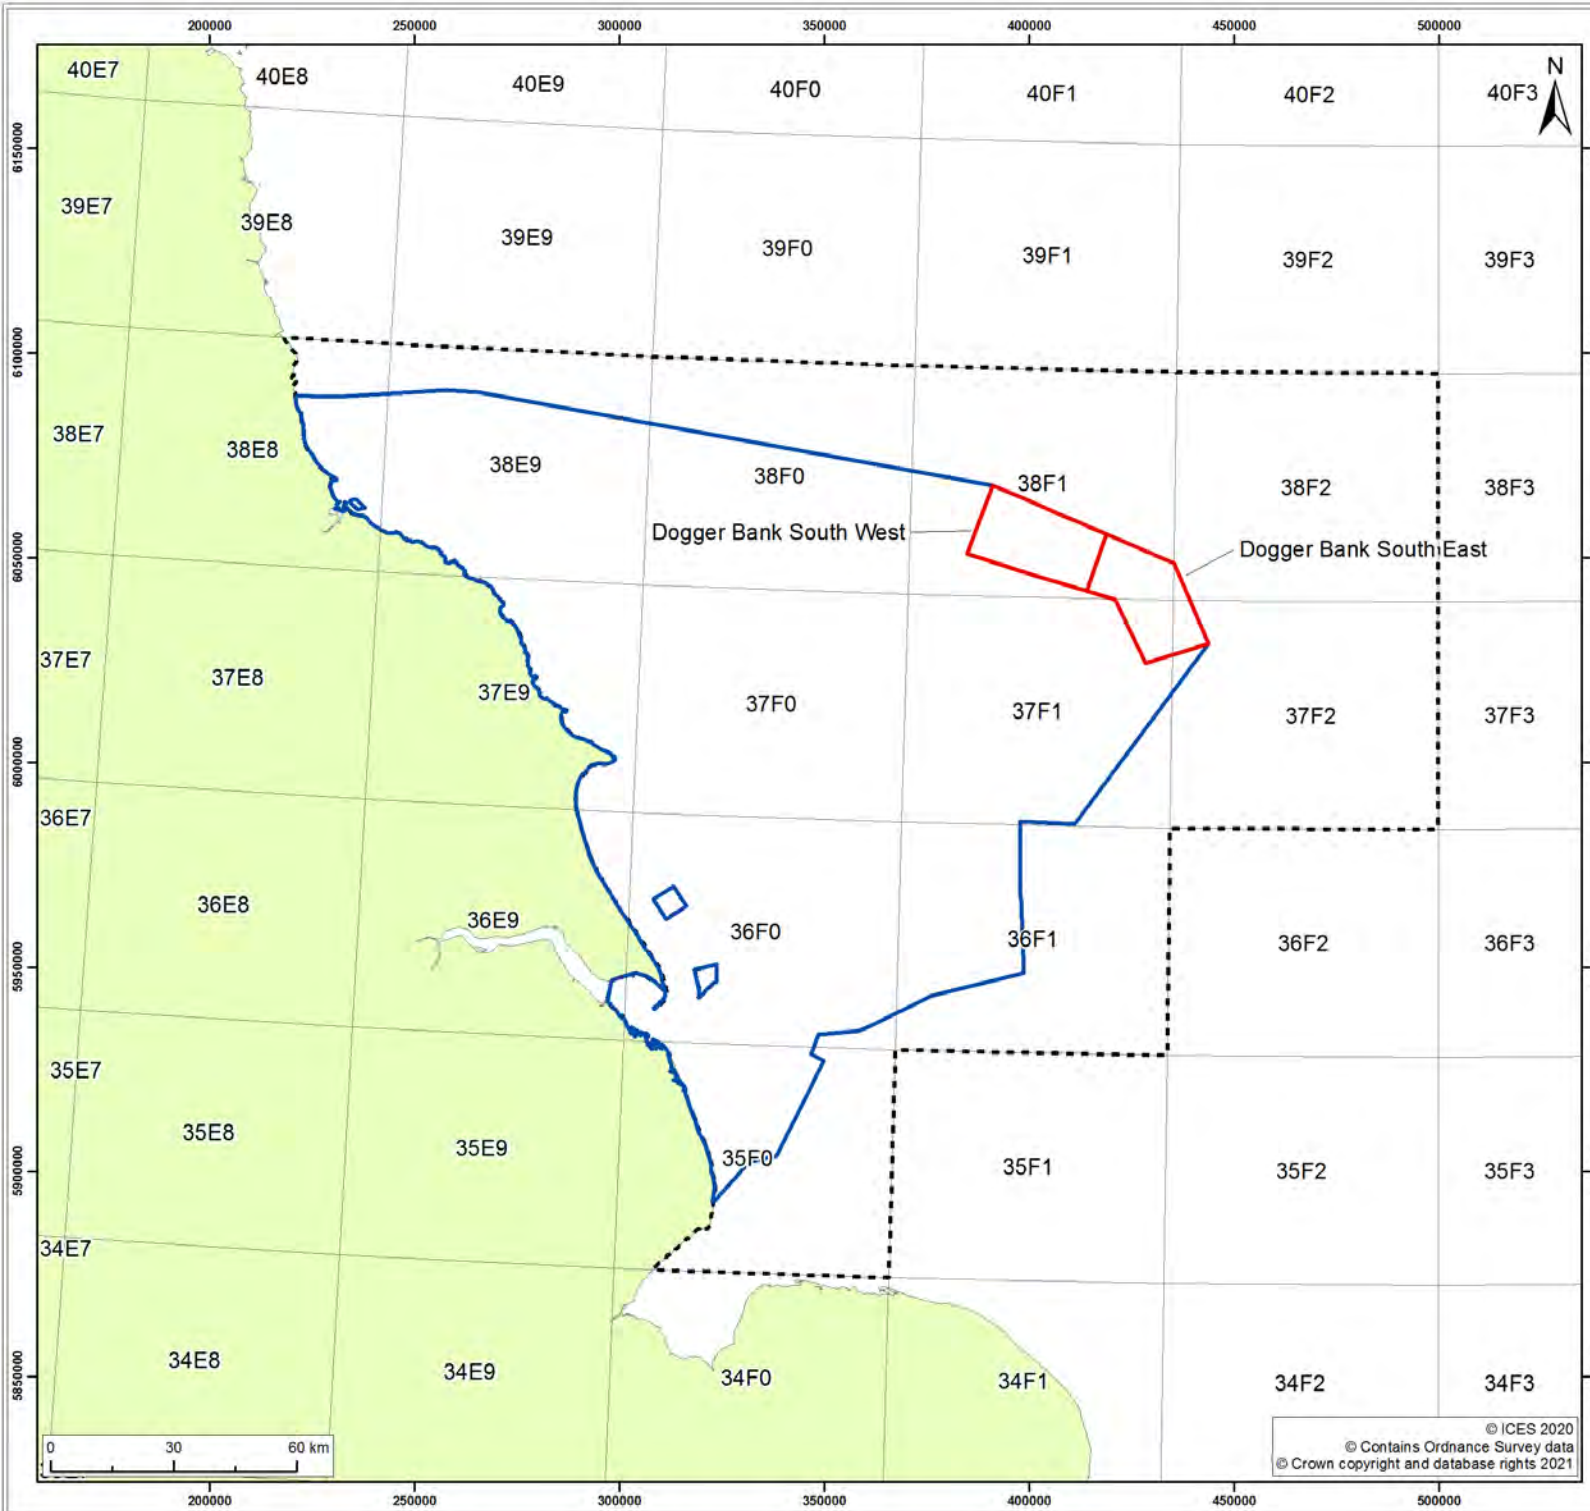 200000 250000 300000 350000 400000 450000 500000
40E7 40E8 40E9 40F0 40F1 40F2 40F3
N
6150000
39E7 39E8 39E9 39F0 39F1 39F2 39F3
6100000
38E7 38E8 38E9 38F0 38F1 38F2 38F3
Dogger Bank South West
Dogger Bank South East
6050000
37E7 37E8 37E9 37F0 37F1 37F2 37F3
6000000
36E7 36E8 36E9 36F0 36F1 36F2 36F3
5950000
35E7 35E8 35E9 35F0 35F1 35F2 35F3
5900000
34E7 34E8 34E9 34F0 34F1 34F2 34F3
5850000
0 30 60 km
© ICES 2020
© Contains Ordnance Survey data
© Crown copyright and database rights 2021
200000 250000 300000 350000 400000 450000 500000